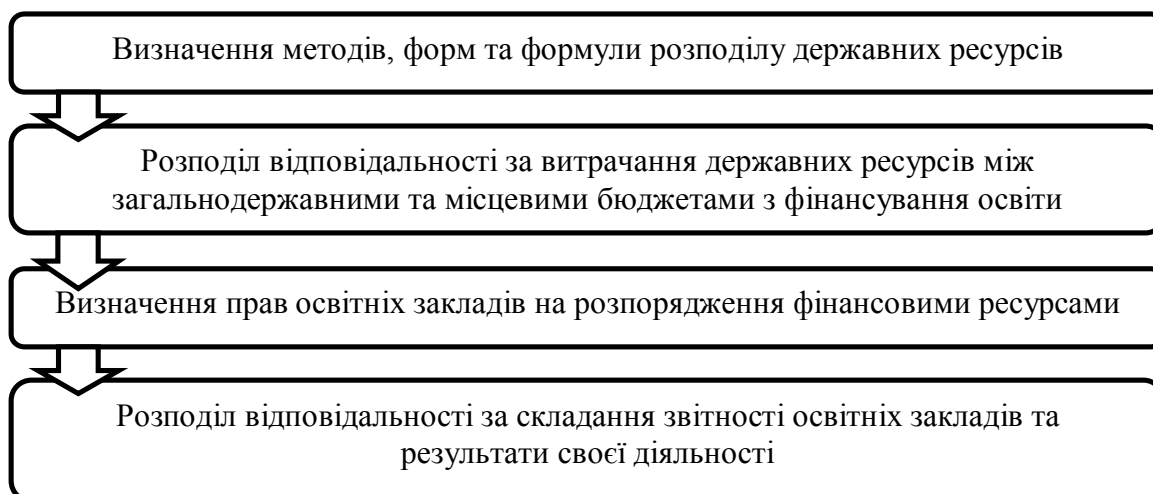 Визначення методів, форм та формули розподілу державних ресурсів
Розподіл відповідальності за витрачання державних ресурсів між
загальнодержавними та місцевими бюджетами з фінансування освіти
Визначення прав освітніх закладів на розпорядження фінансовими ресурсами
Розподіл відповідальності за складання звітності освітніх закладів та
результати своєї діяльності